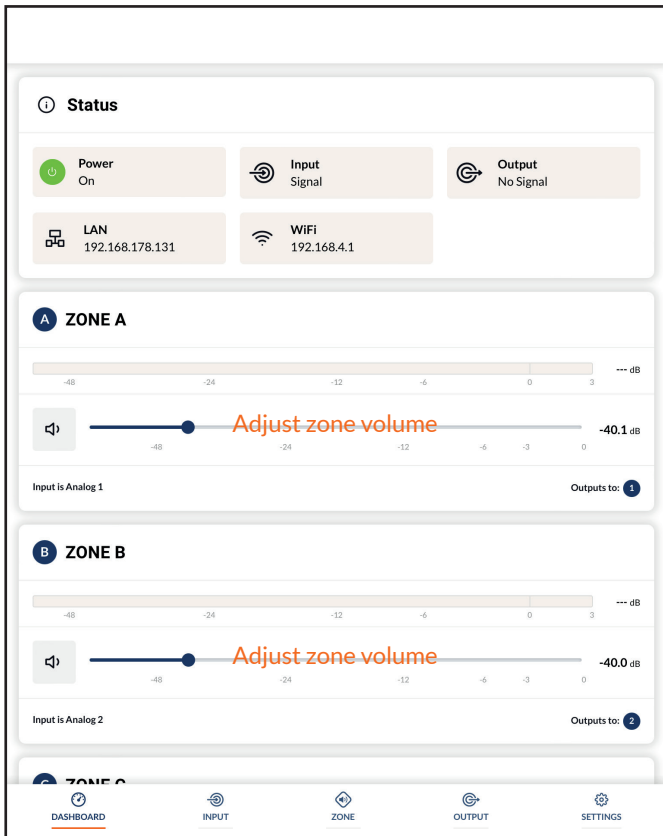 Status
Power
On
Input
Signal
Output
No Signal
LAN
192.168.178.131
WiFi
192.168.4.1
A ZONE A
--- dB
-48 -24 -12 -6 0 3
Adjust zone volume
-40.1 dB
-48 -24 -12 -6 -3 0
Input is Analog 1 Outputs to: 1
B ZONE B
--- dB
-48 -24 -12 -6 0 3
Adjust zone volume
-40.0 dB
-48 -24 -12 -6 -3 0
Input is Analog 2 Outputs to: 2
C ZONE C
DASHBOARD INPUT ZONE OUTPUT SETTINGS